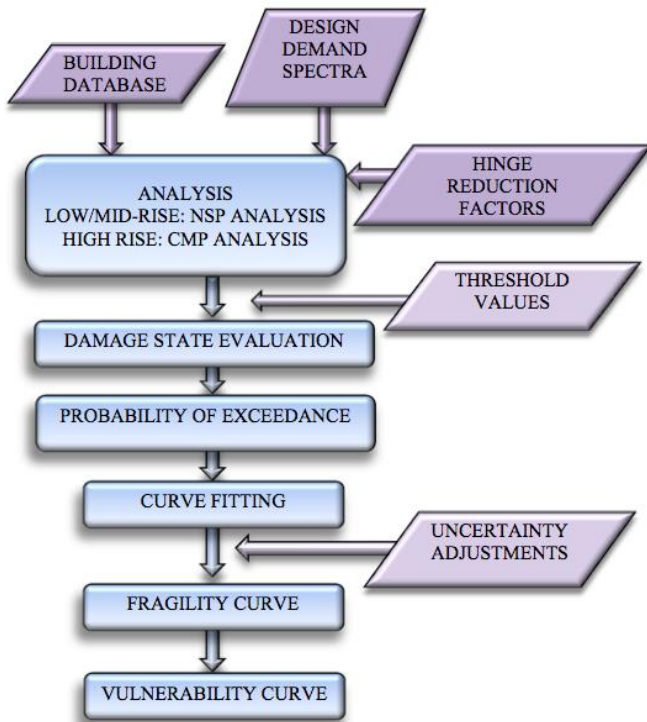 DESIGN
DEMAND
SPECTRA
BUILDING
DATABASE
ANALYSIS
LOW/MID-RISE: NSP ANALYSIS
HIGH RISE: CMP ANALYSIS
HINGE
REDUCTION
FACTORS
THRESHOLD
VALUES
DAMAGE STATE EVALUATION
PROBABILITY OF EXCEEDANCE
CURVE FITTING
UNCERTAINTY
ADJUSTMENTS
FRAGILITY CURVE
VULNERABILITY CURVE